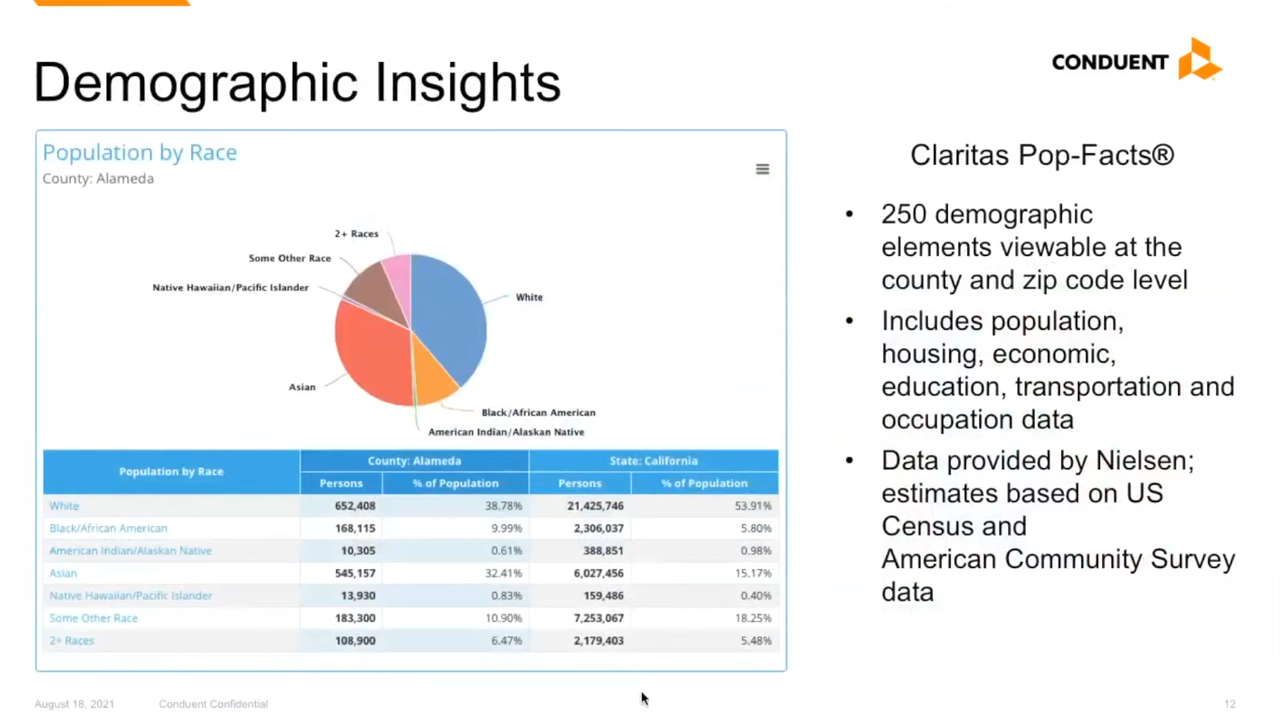 CONDUENT
Demographic Insights
Population by Race
County: Alameda
2+ Races
Some Other Race
Native Hawaiian/Pacific Islander
White
Asian
Black/African American
American Indian/Alaskan Native
Population by Race County: Alameda State: California
Persons % of Population Persons % of Population
White 652,408 38.78% 21,425,746 53.91%
Black/African American 168,115 9.99% 2,306,037 5.80%
American Indian/Alaskan Native 10,305 0.61% 388,851 0.98%
Asian 545,157 32.41% 6,027,456 15.17%
Native Hawaiian/Pacific Islander 13,930 0.83% 159,486 0.40%
Some Other Race 183,300 10.90% 7,253,067 18.25%
2+ Races 108,900 6.47% 2,179,403 5.48%
Claritas Pop-Facts®
• 250 demographic
elements viewable at the
county and zip code level
• Includes population,
housing, economic,
education, transportation and
occupation data
• Data provided by Nielsen;
estimates based on US
Census and
American Community Survey
data
August 18, 2021 Conduent Confidential 12